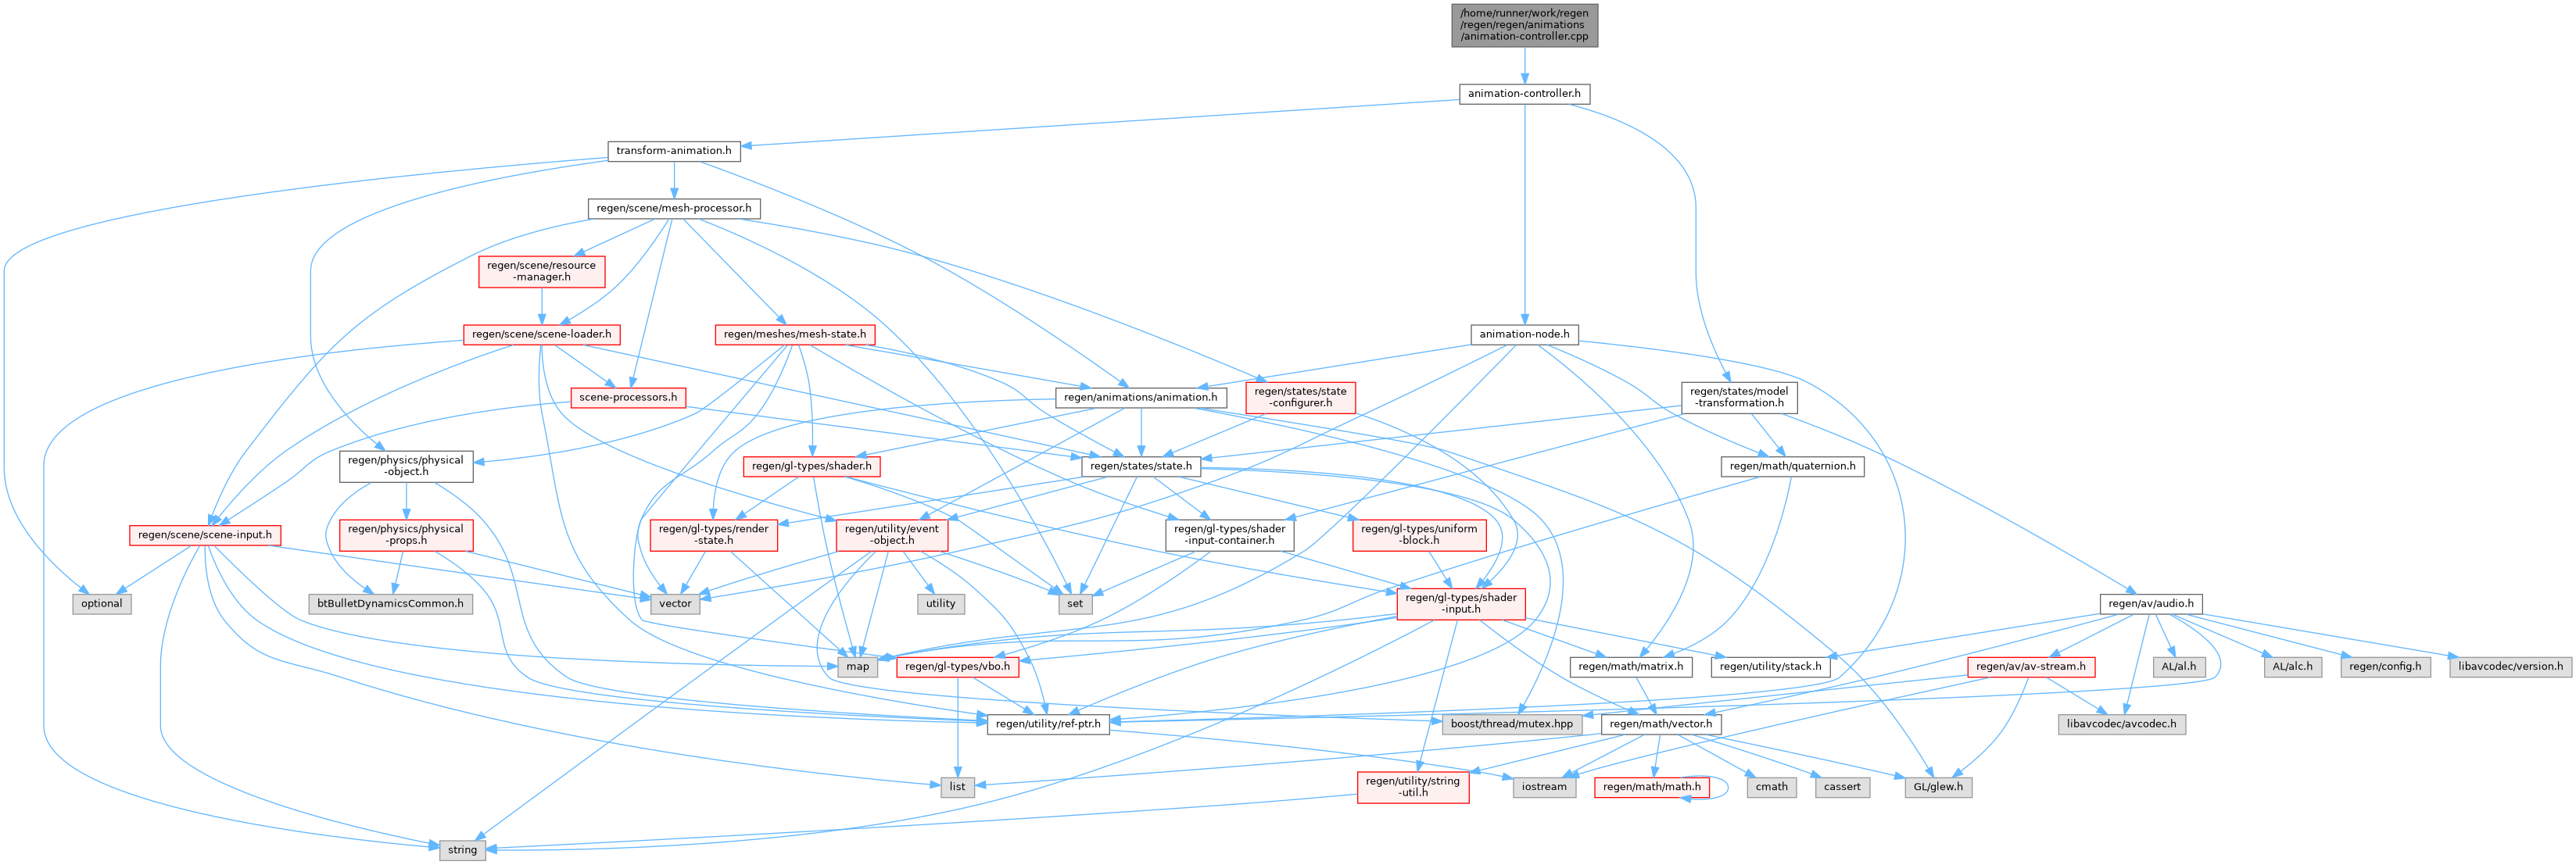 /home/runner/work/regen
/regen/regen/animations
/animation-controller.cpp
animation-controller.h
transform-animation.h
regen/scene/mesh-processor.h
regen/scene/resource
-manager.h
regen/scene/scene-loader.h
regen/meshes/mesh-state.h
animation-node.h
scene-processors.h
regen/animations/animation.h
regen/states/state
-configurer.h
regen/states/model
-transformation.h
regen/physics/physical
-object.h
regen/gl-types/shader.h
regen/states/state.h
regen/math/quaternion.h
regen/scene/scene-input.h
regen/physics/physical
-props.h
regen/gl-types/render
-state.h
regen/utility/event
-object.h
regen/gl-types/shader
-input-container.h
regen/gl-types/uniform
-block.h
optional
btBulletDynamicsCommon.h
vector
utility
set
regen/gl-types/shader
-input.h
regen/av/audio.h
map
regen/gl-types/vbo.h
regen/math/matrix.h
regen/utility/stack.h
regen/av/av-stream.h
AL/al.h
AL/alc.h
regen/config.h
libavcodec/version.h
regen/utility/ref-ptr.h
boost/thread/mutex.hpp
regen/math/vector.h
libavcodec/avcodec.h
list
regen/utility/string
-util.h
iostream
regen/math/math.h
cmath
cassert
GL/glew.h
string